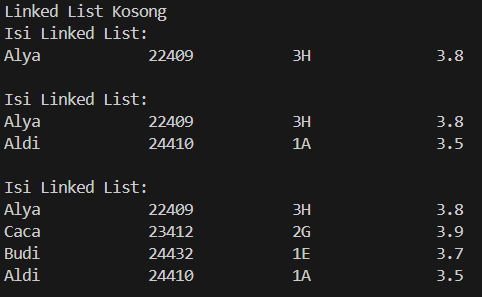 Linked List Kosong
Isi Linked List:
Alya 22409 3H 3.8
Isi Linked List:
Alya 22409 3H 3.8
Aldi 24410 1A 3.5
Isi Linked List:
Alya 22409 3H 3.8
Caca 23412 2G 3.9
Budi 24432 1E 3.7
Aldi 24410 1A 3.5